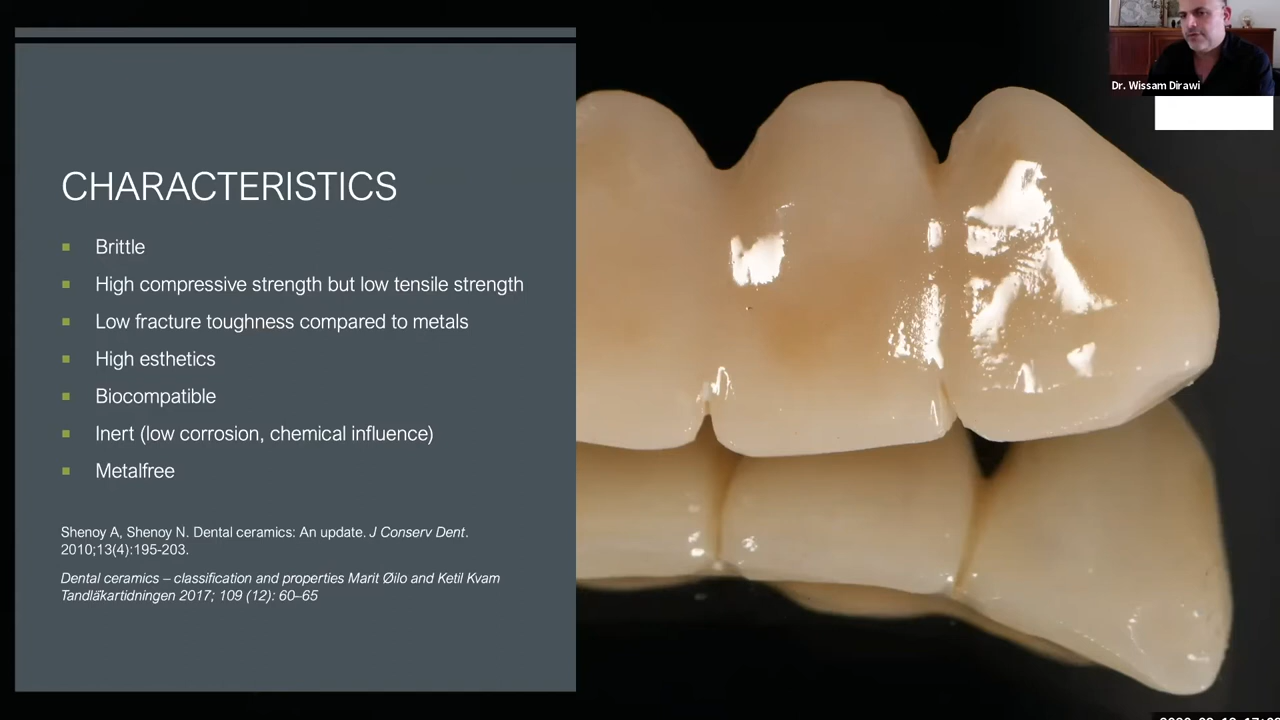 Dr. Wissam Dirawi
CHARACTERISTICS
Brittle
High compressive strength but low tensile strength
Low fracture toughness compared to metals
High esthetics
Biocompatible
Inert (low corrosion, chemical influence)
Metalfree
Shenoy A, Shenoy N. Dental ceramics: An update. J Conserv Dent.
2010;13(4):195-203.
Dental ceramics – classification and properties Marit Øilo and Ketil Kvam
Tandläkartidningen 2017; 109 (12): 60–65